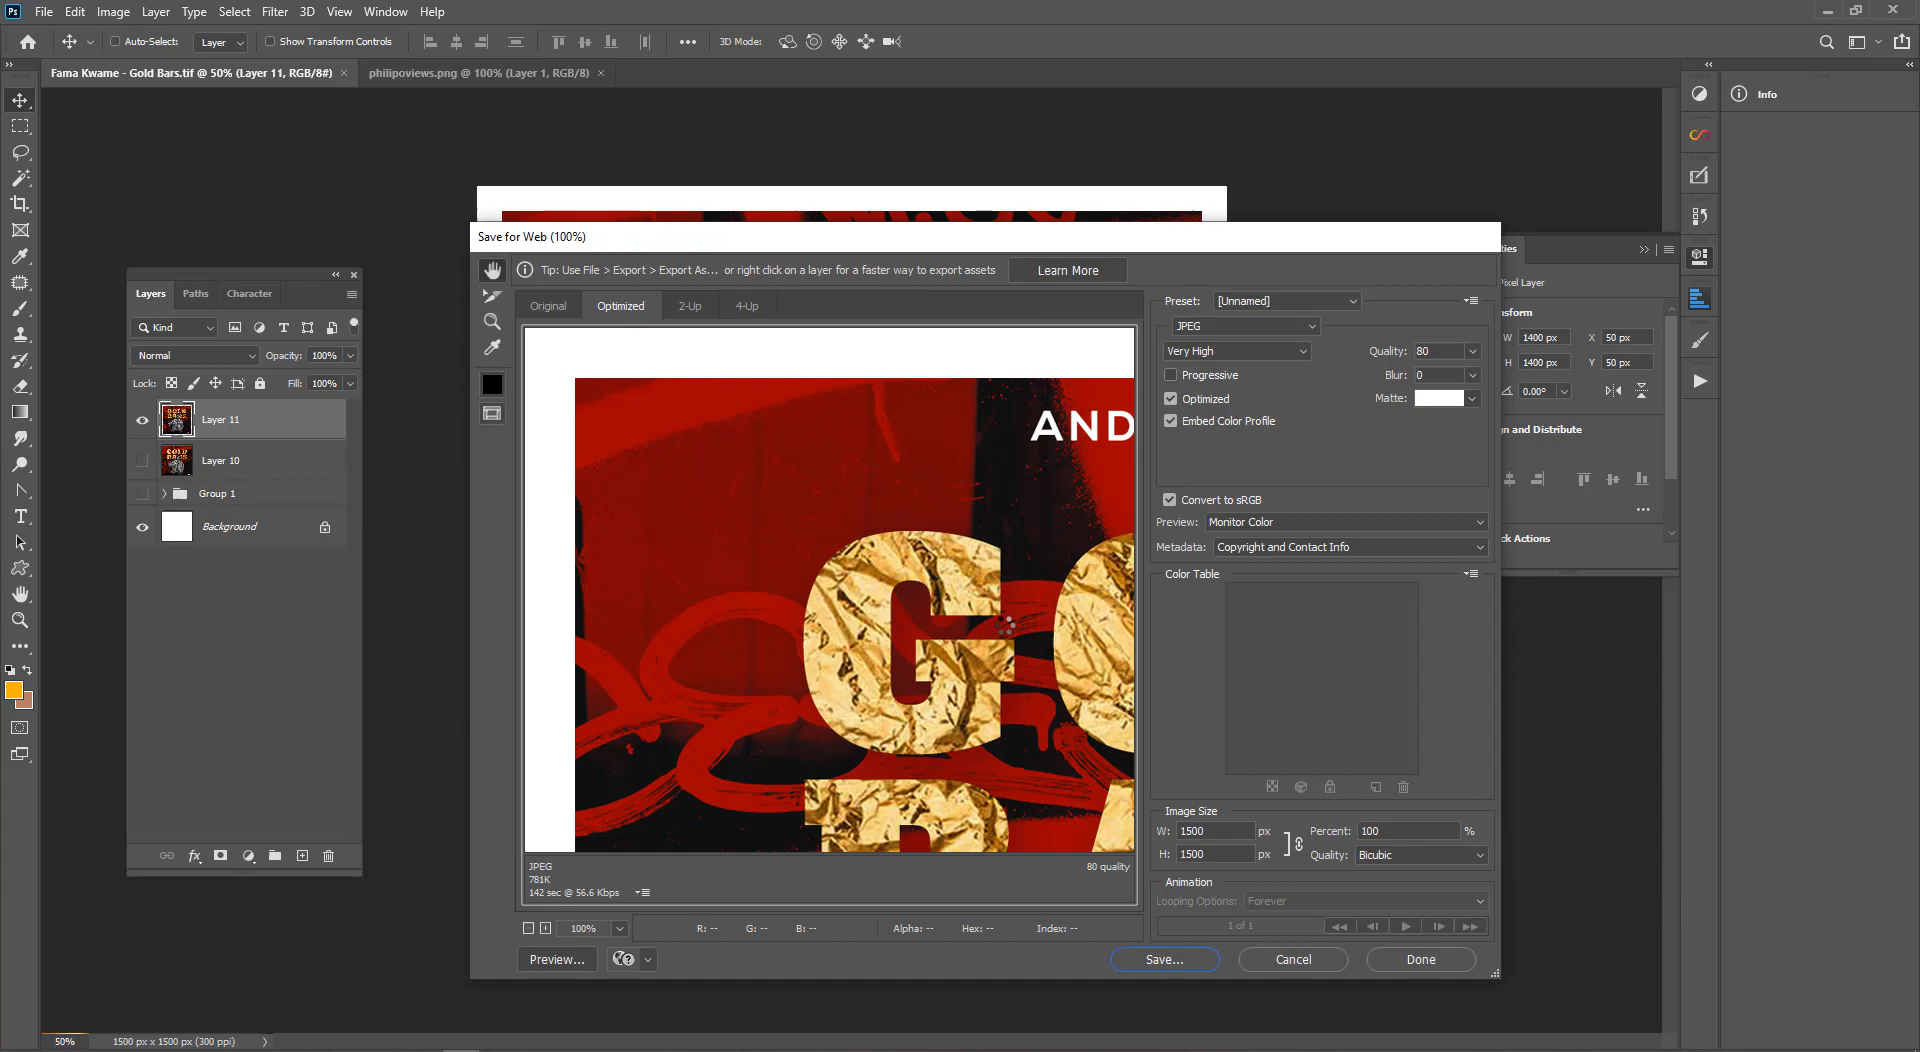 Ps File Edit Image Layer Type Select Filter 3D View Window Help
Auto-Select: Layer Show Transform Controls 3D Mode:
Fama Kwame - Gold Bars.tif @ 50% (Layer 11, RGB/8#) × philipoviews.png @ 100% (Layer 1, RGB/8) ×
Info
Save for Web (100%)
Tip: Use File > Export > Export As... or right click on a layer for a faster way to export assets
Learn More
Original Optimized 2-Up 4-Up
AND
Preset: [Unnamed]
JPEG
Very High Quality: 80
Progressive Blur: 0
Optimized Matte:
Embed Color Profile
Convert to sRGB
Preview: Monitor Color
Metadata: Copyright and Contact Info
Color Table
Image Size
W: 1500 px Percent: 100 %
H: 1500 px Quality: Bicubic
Animation
Looping Options: Forever
1 of 1
JPEG
781K
142 sec @ 56.6 Kbps
80 quality
100% R: -- G: -- B: -- Alpha: -- Hex: -- Index: --
Preview... Save... Cancel Done
Layers Paths Character
Kind
Normal Opacity: 100%
Lock: Fill: 100%
Layer 11
Layer 10
Group 1
Background
fx
ties
Pixel Layer
nsform
W 1400 px X 50 px
H 1400 px Y 50 px
0.00°
gn and Distribute
ck Actions
50% 1500 px x 1500 px (300 ppi)